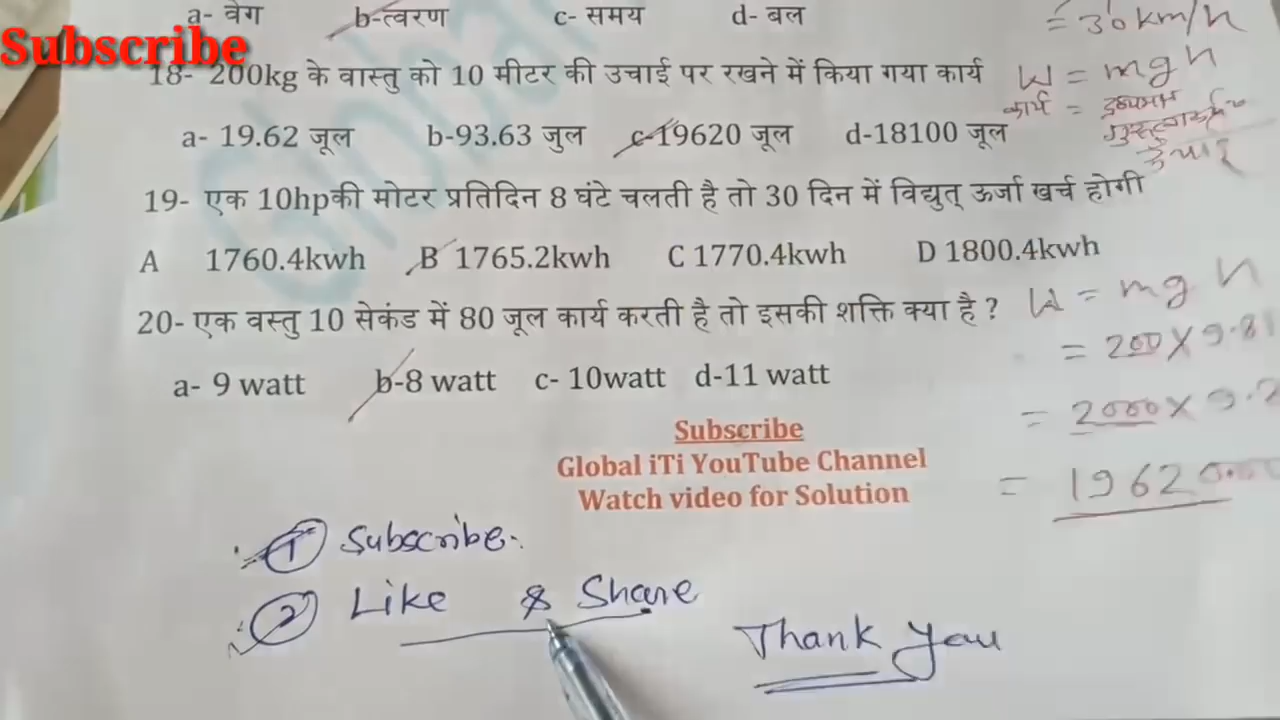 a- वेग b-त्वरण c- समय d- बल
= 36 km/h
Subscribe
18- 200kg के वास्तु को 10 मीटर की उचाई पर रखने में किया गया कार्य
W = mgh
कार्य =
a- 19.62 जूल b-93.63 जुल c-19620 जूल d-18100 जूल
19- एक 10hpकी मोटर प्रतिदिन 8 घंटे चलती है तो 30 दिन में विद्युत् ऊर्जा खर्च होगी
A 1760.4kwh B 1765.2kwh C 1770.4kwh D 1800.4kwh
20- एक वस्तु 10 सेकंड में 80 जूल कार्य करती है तो इसकी शक्ति क्या है ?
W = mgh
= 200 X 9.81
a- 9 watt b-8 watt c- 10watt d-11 watt
= 2000 X
Subscribe
Global iTi YouTube Channel
Watch video for Solution
= 19620
1 Subscribe.
2 Like & Share
Thank You